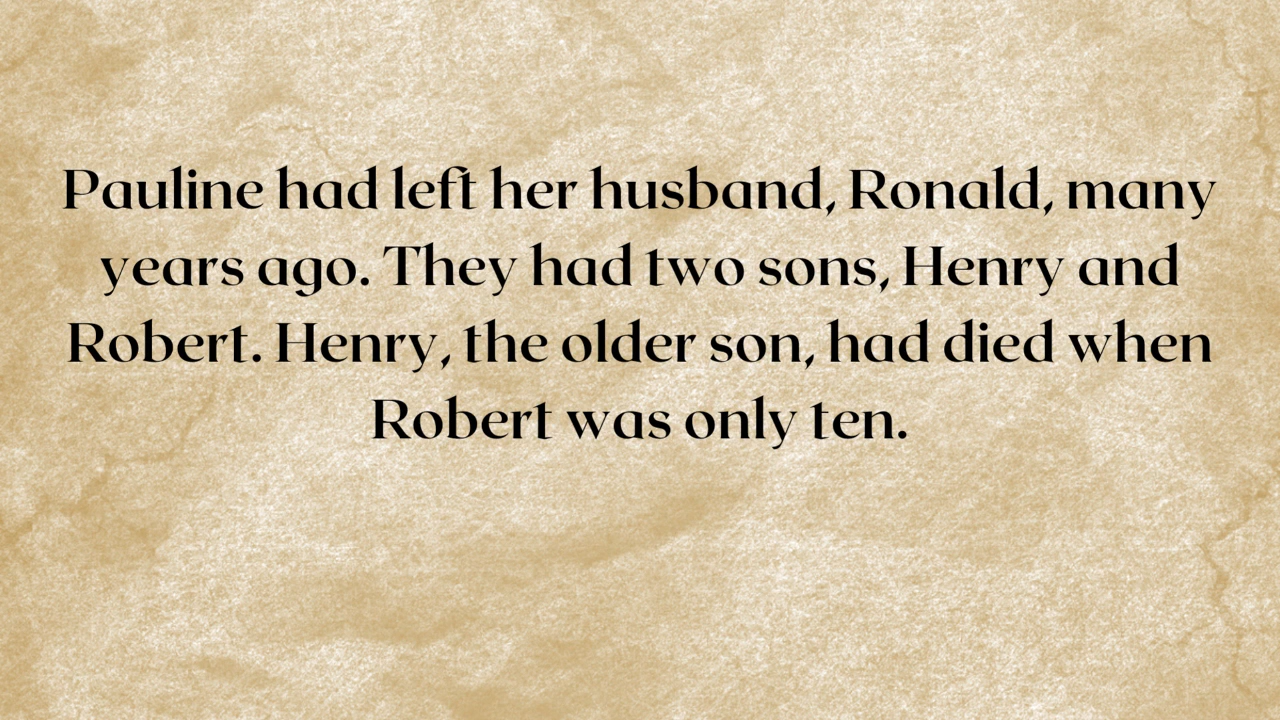 Pauline had left her husband, Ronald, many
years ago. They had two sons, Henry and
Robert. Henry, the older son, had died when
Robert was only ten.